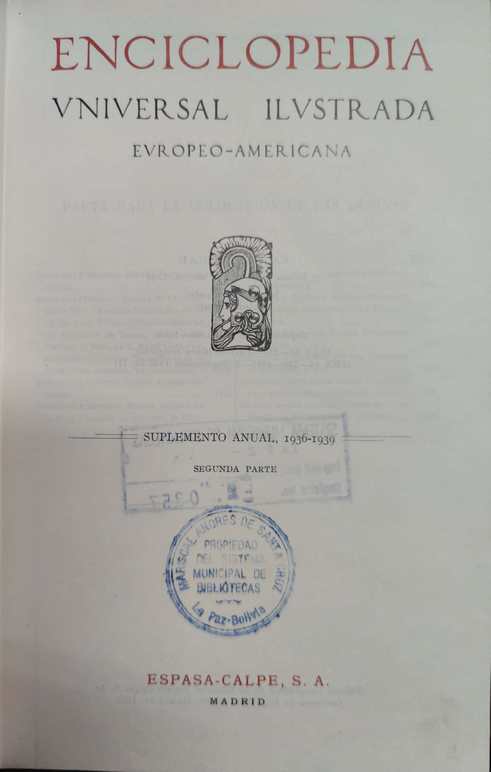 ENCICLOPEDIA
VNIVERSAL ILVSTRADA
EVROPEO-AMERICANA
SUPLEMENTO ANUAL, 1936-1939
SEGUNDA PARTE
0257
MARISCAL ANDRES DE SANTA CRUZ
PROPIEDAD
DEL SISTEMA
MUNICIPAL DE
BIBLIOTECAS
La Paz-Bolivia
ESPASA-CALPE, S. A.
MADRID